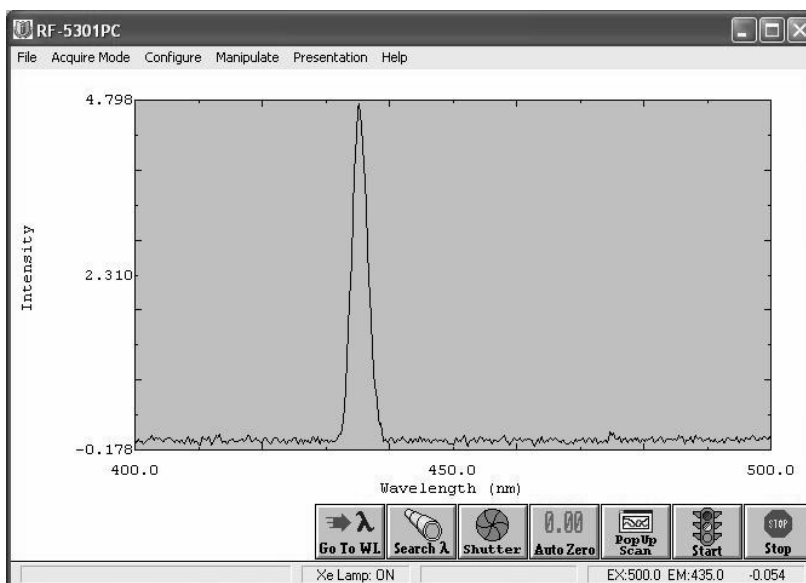 RF-5301PC
File Acquire Mode Configure Manipulate Presentation Help
4.798
Intensity
2.310
-0.178
400.0 450.0 500.0
Wavelength (nm)
λ
Go To WL Search λ Shutter 0.00 Auto Zero PopUp Scan Start STOP Stop
Xe Lamp: ON EX:500.0 EM:435.0 -0.054